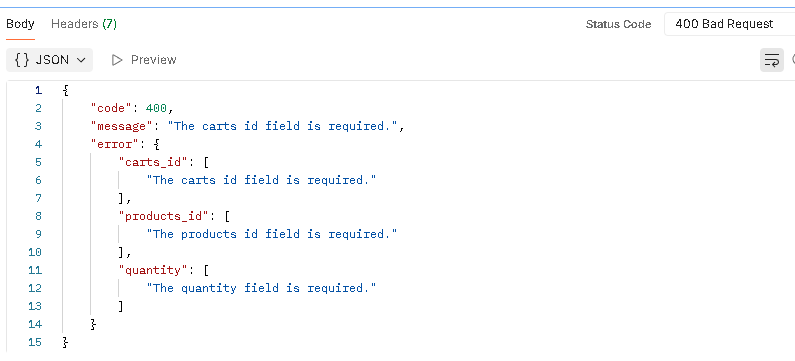 Body Headers (7) Status Code 400 Bad Request
{} JSON Preview
1 {
2 "code": 400,
3 "message": "The carts id field is required.",
4 "error": {
5 "carts_id": [
6 "The carts id field is required."
7 ],
8 "products_id": [
9 "The products id field is required."
10 ],
11 "quantity": [
12 "The quantity field is required."
13 ]
14 }
15 }